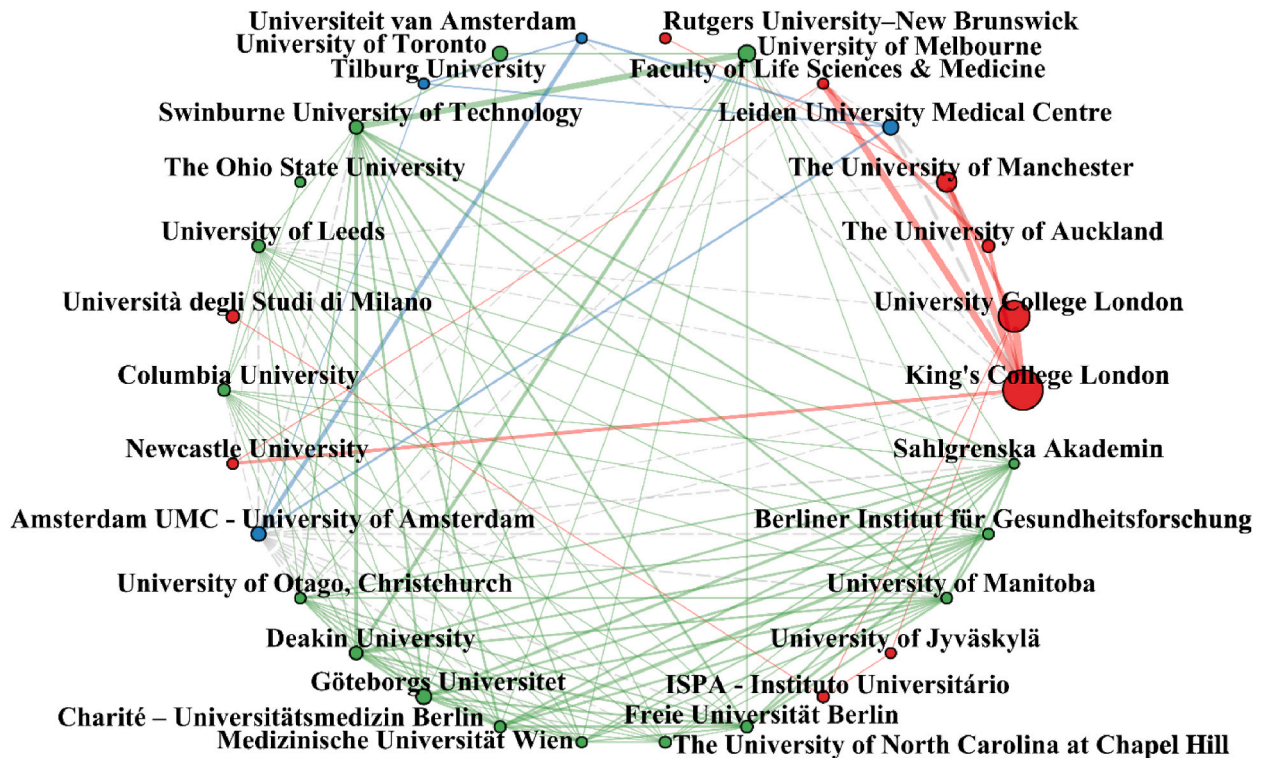 Universiteit van Amsterdam
Rutgers University–New Brunswick
University of Toronto
University of Melbourne
Tilburg University
Faculty of Life Sciences & Medicine
Swinburne University of Technology
Leiden University Medical Centre
The Ohio State University
The University of Manchester
University of Leeds
The University of Auckland
Università degli Studi di Milano
University College London
Columbia University
King's College London
Newcastle University
Sahlgrenska Akademin
Amsterdam UMC - University of Amsterdam
Berliner Institut für Gesundheitsforschung
University of Otago, Christchurch
University of Manitoba
Deakin University
University of Jyväskylä
Göteborgs Universitet
ISPA - Instituto Universitário
Charité – Universitätsmedizin Berlin
Freie Universität Berlin
Medizinische Universität Wien
The University of North Carolina at Chapel Hill